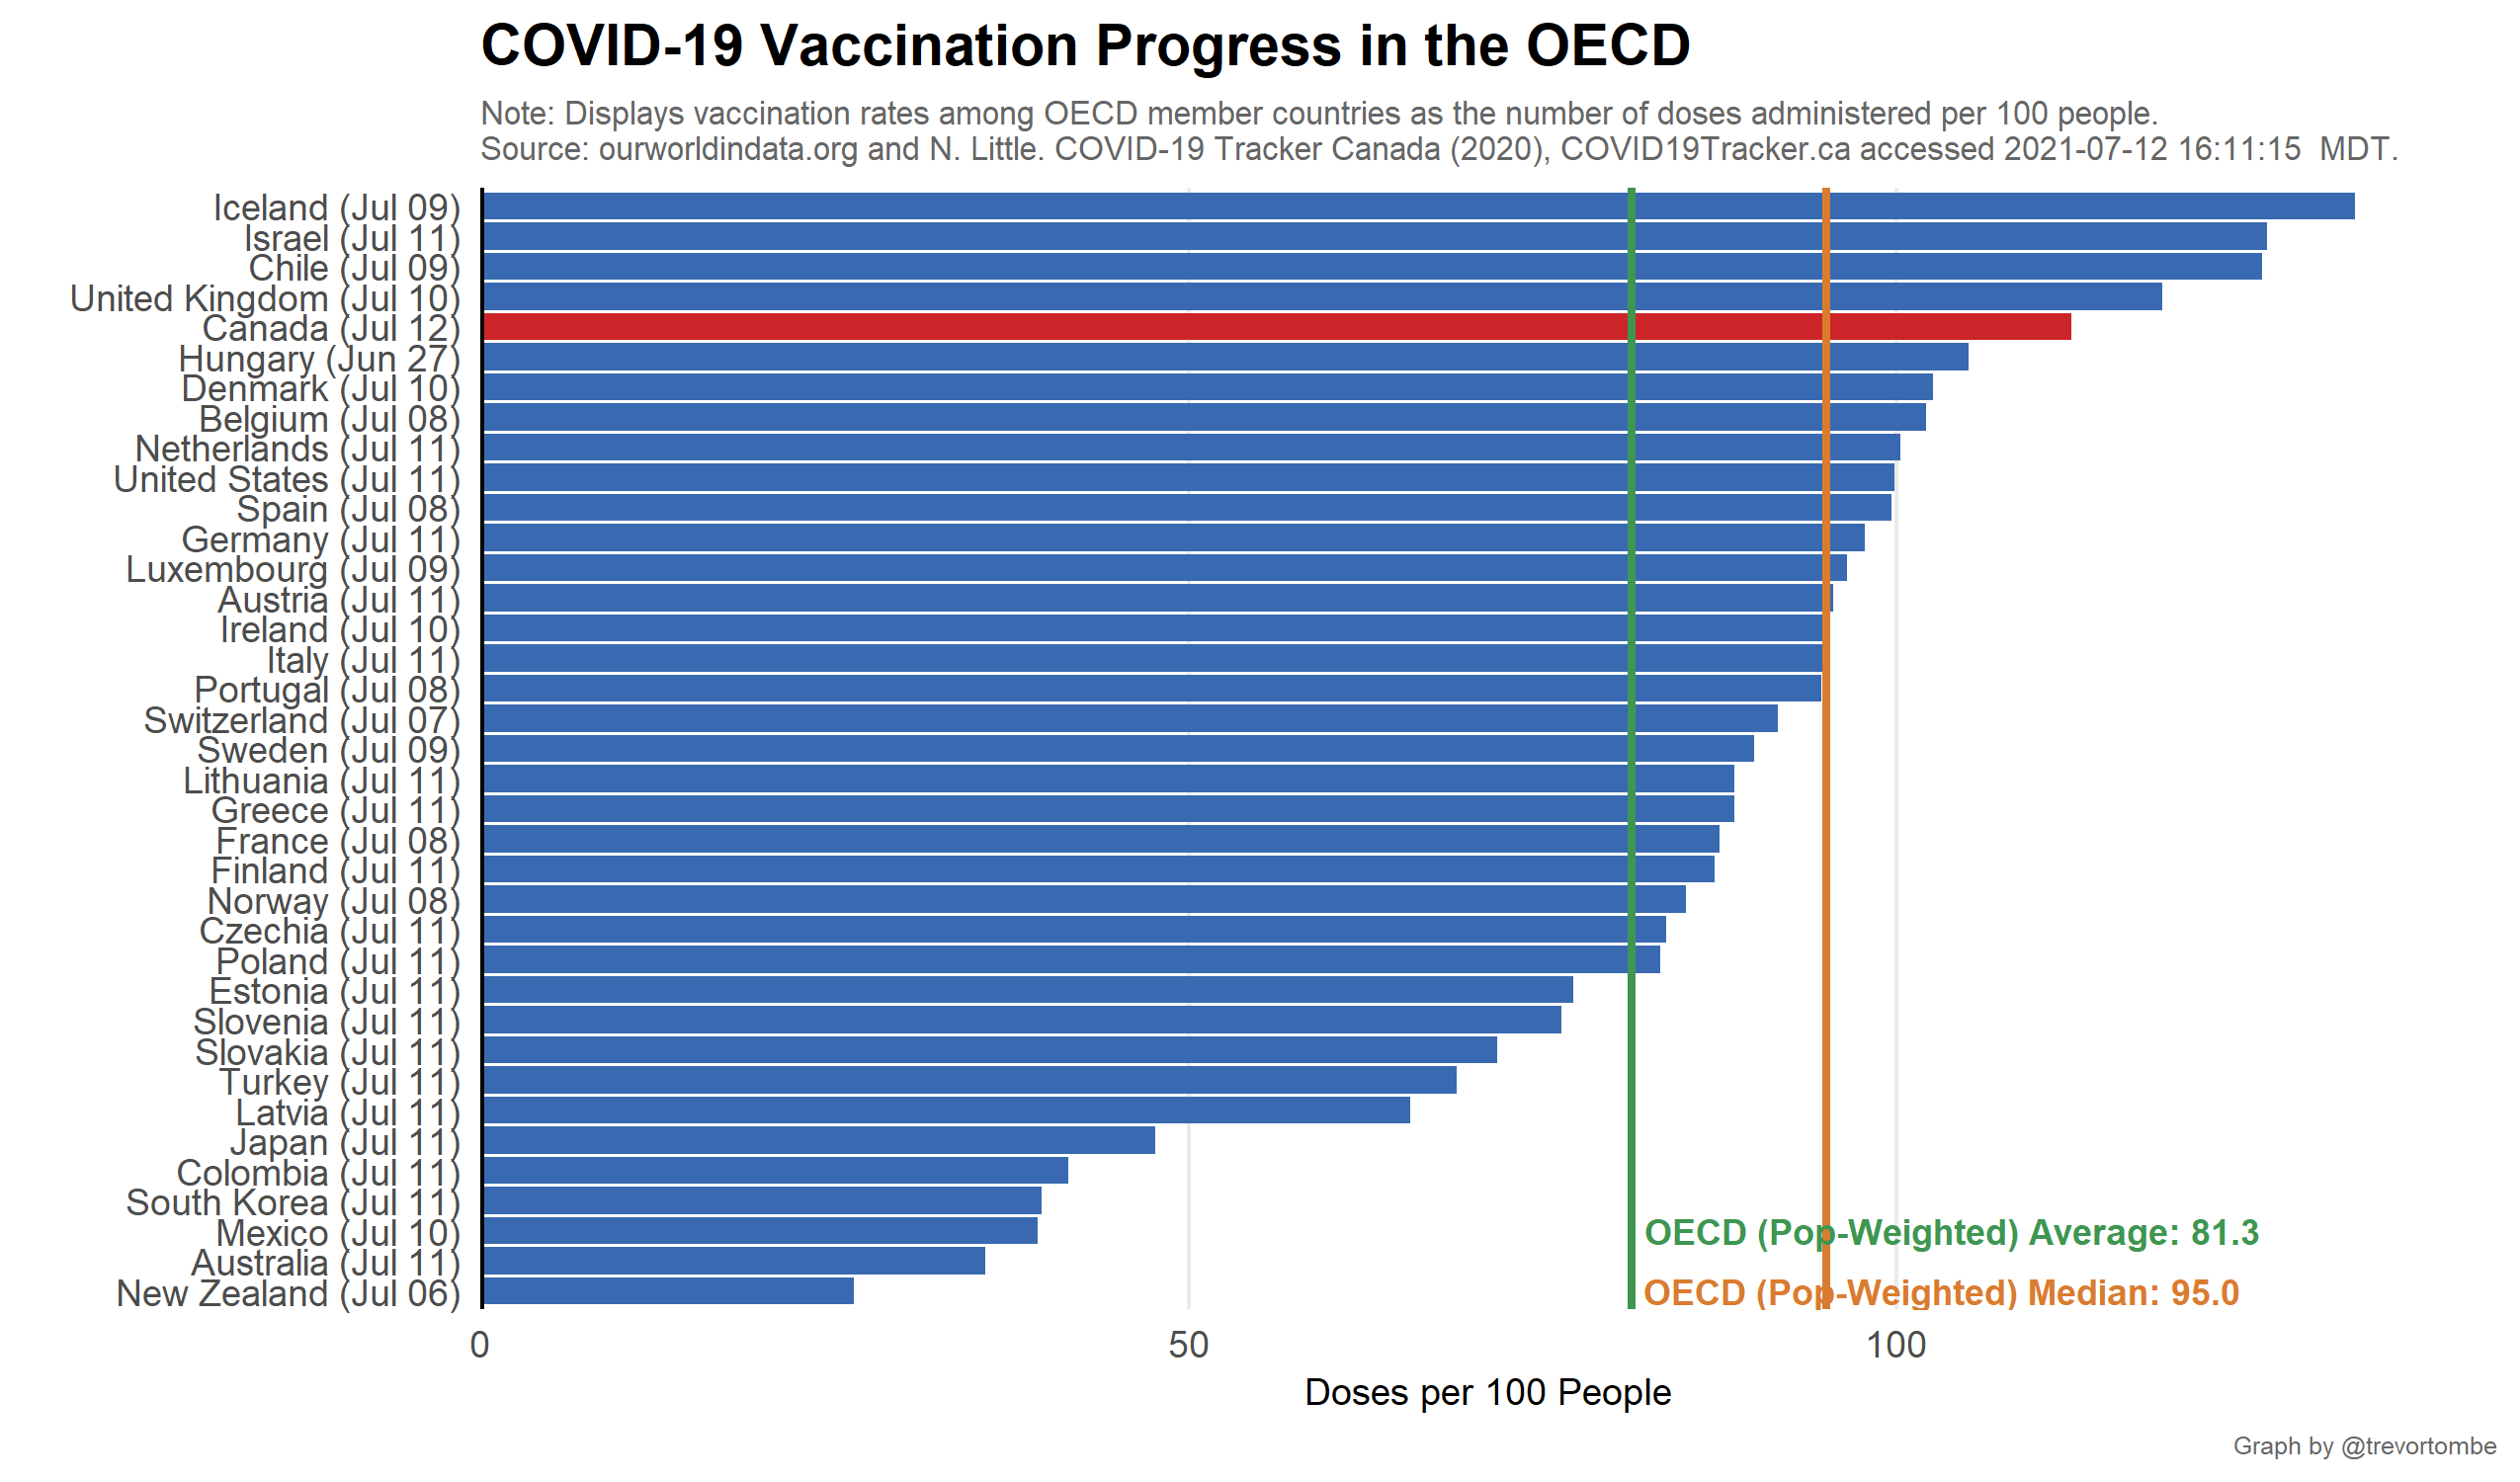 COVID-19 Vaccination Progress in the OECD
Note: Displays vaccination rates among OECD member countries as the number of doses administered per 100 people.
Source: ourworldindata.org and N. Little. COVID-19 Tracker Canada (2020), COVID19Tracker.ca accessed 2021-07-12 16:11:15  MDT.
Iceland (Jul 09)
Israel (Jul 11)
Chile (Jul 09)
United Kingdom (Jul 10)
Canada (Jul 12)
Hungary (Jun 27)
Denmark (Jul 10)
Belgium (Jul 08)
Netherlands (Jul 11)
United States (Jul 11)
Spain (Jul 08)
Germany (Jul 11)
Luxembourg (Jul 09)
Austria (Jul 11)
Ireland (Jul 10)
Italy (Jul 11)
Portugal (Jul 08)
Switzerland (Jul 07)
Sweden (Jul 09)
Lithuania (Jul 11)
Greece (Jul 11)
France (Jul 08)
Finland (Jul 11)
Norway (Jul 08)
Czechia (Jul 11)
Poland (Jul 11)
Estonia (Jul 11)
Slovenia (Jul 11)
Slovakia (Jul 11)
Turkey (Jul 11)
Latvia (Jul 11)
Japan (Jul 11)
Colombia (Jul 11)
South Korea (Jul 11)
Mexico (Jul 10)
OECD (Pop-Weighted) Average: 81.3
Australia (Jul 11)
New Zealand (Jul 06)
OECD (Pop-Weighted) Median: 95.0
0 50 100
Doses per 100 People
Graph by @trevortombe